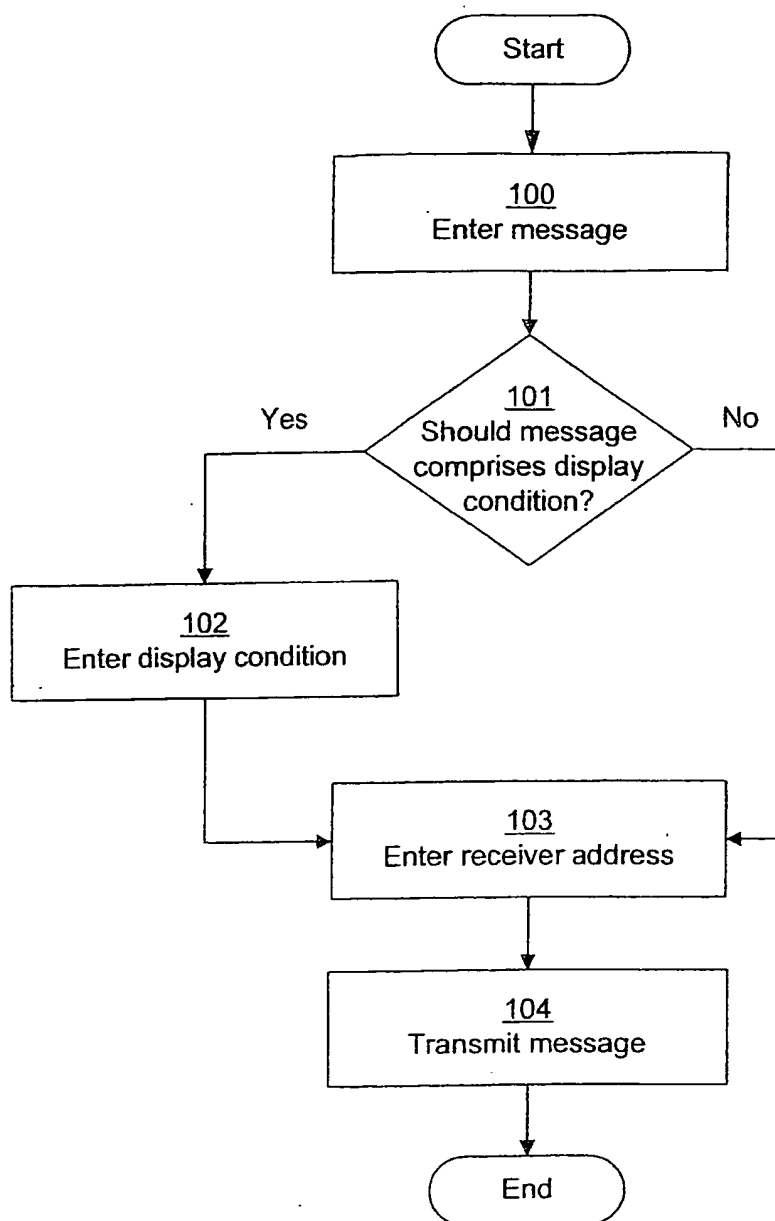 Start
100
Enter message
101
Should message
comprises display
condition?
Yes
No
102
Enter display condition
103
Enter receiver address
104
Transmit message
End